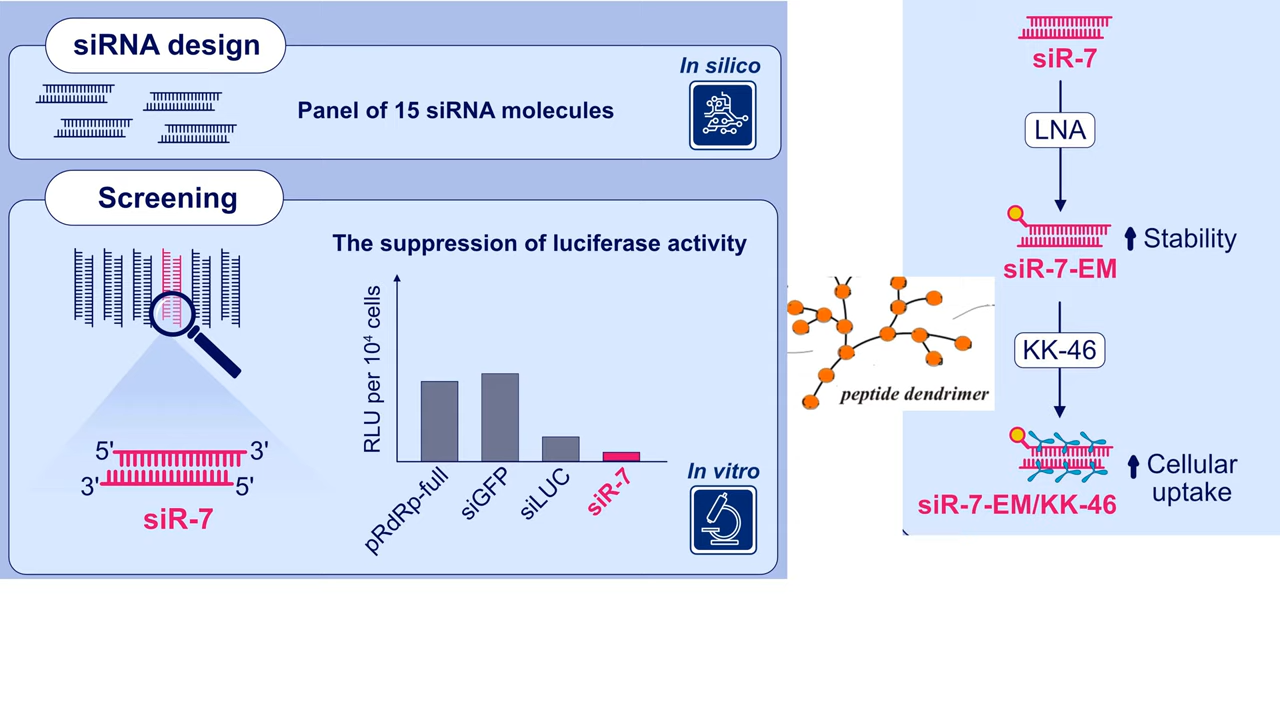 siRNA design
In silico
Panel of 15 siRNA molecules
Screening
The suppression of luciferase activity
RLU per 10⁴ cells
pRdRp-full
siGFP
siLUC
siR-7
In vitro
5' 3'
3' 5'
siR-7
peptide dendrimer
siR-7
LNA
Stability
siR-7-EM
KK-46
Cellular
uptake
siR-7-EM/KK-46